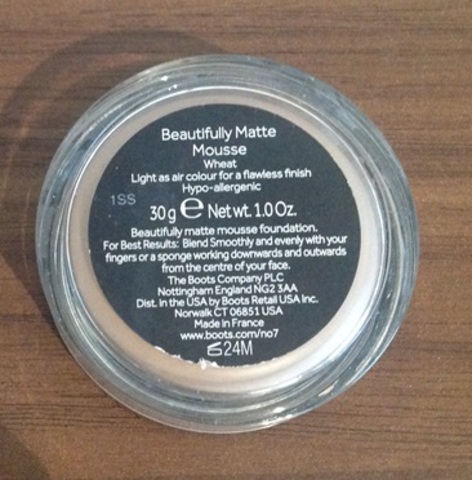 Beautifully Matte
Mousse
Wheat
Light as air colour for a flawless finish
Hypo-allergenic
1SS
30g e Net wt. 1.0 Oz.
Beautifully matte mousse foundation.
For Best Results: Blend Smoothly and evenly with your
fingers or a sponge working downwards and outwards
from the centre of your face.
The Boots Company PLC
Nottingham England NG2 3AA
Dist. in the USA by Boots Retail USA Inc.
Norwalk CT 06851 USA
Made in France
www.boots.com/no7
24M